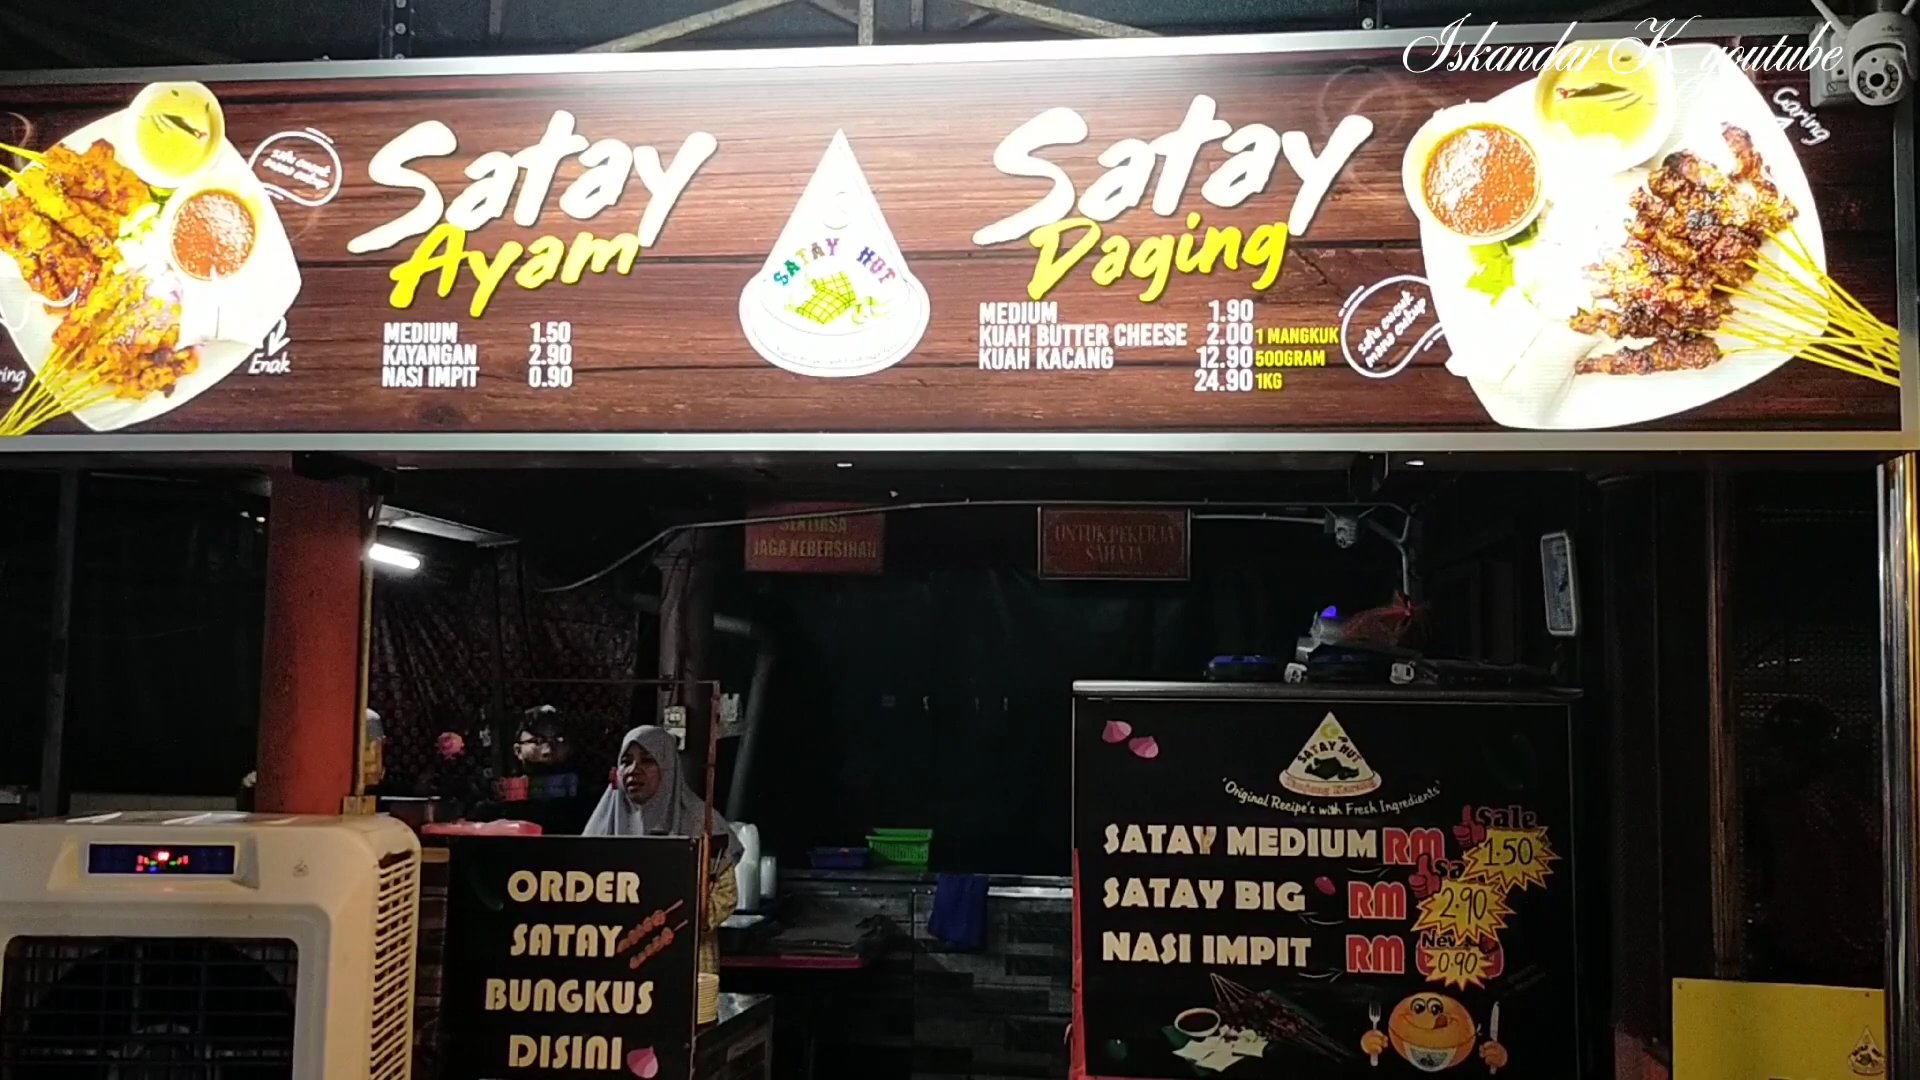 Iskandar K youtube
Garing
Satay
Ayam
MEDIUM 1.50
KAYANGAN 2.90
NASI IMPIT 0.90
Enak
SATAY HUT
Satay
Daging
MEDIUM 1.90
KUAH BUTTER CHEESE 2.00 1 MANGKUK
KUAH KACANG 12.90 500GRAM
24.90 1KG
SENTIASA
JAGA KEBERSIHAN
UNTUK PEKERJA
SAHAJA
ORDER
SATAY
BUNGKUS
DISINI
SATAY HUT
"Original Recipe's with Fresh Ingredients"
SATAY MEDIUM RM Sale 1.50
SATAY BIG RM 2.90
NASI IMPIT RM New 0.90